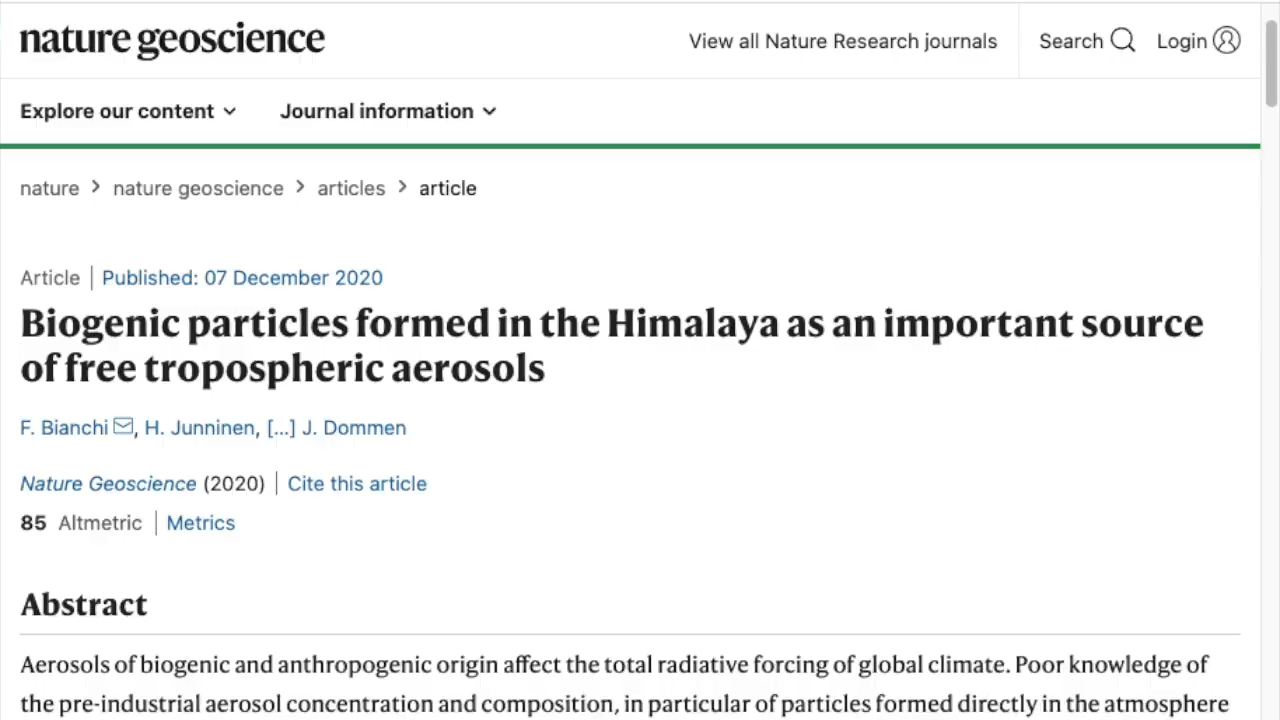 nature geoscience
View all Nature Research journals
Search
Login
Explore our content
Journal information
nature > nature geoscience > articles > article
Article | Published: 07 December 2020
Biogenic particles formed in the Himalaya as an important source
of free tropospheric aerosols
F. Bianchi, H. Junninen, [...] J. Dommen
Nature Geoscience (2020) | Cite this article
85 Altmetric | Metrics
Abstract
Aerosols of biogenic and anthropogenic origin affect the total radiative forcing of global climate. Poor knowledge of
the pre-industrial aerosol concentration and composition, in particular of particles formed directly in the atmosphere